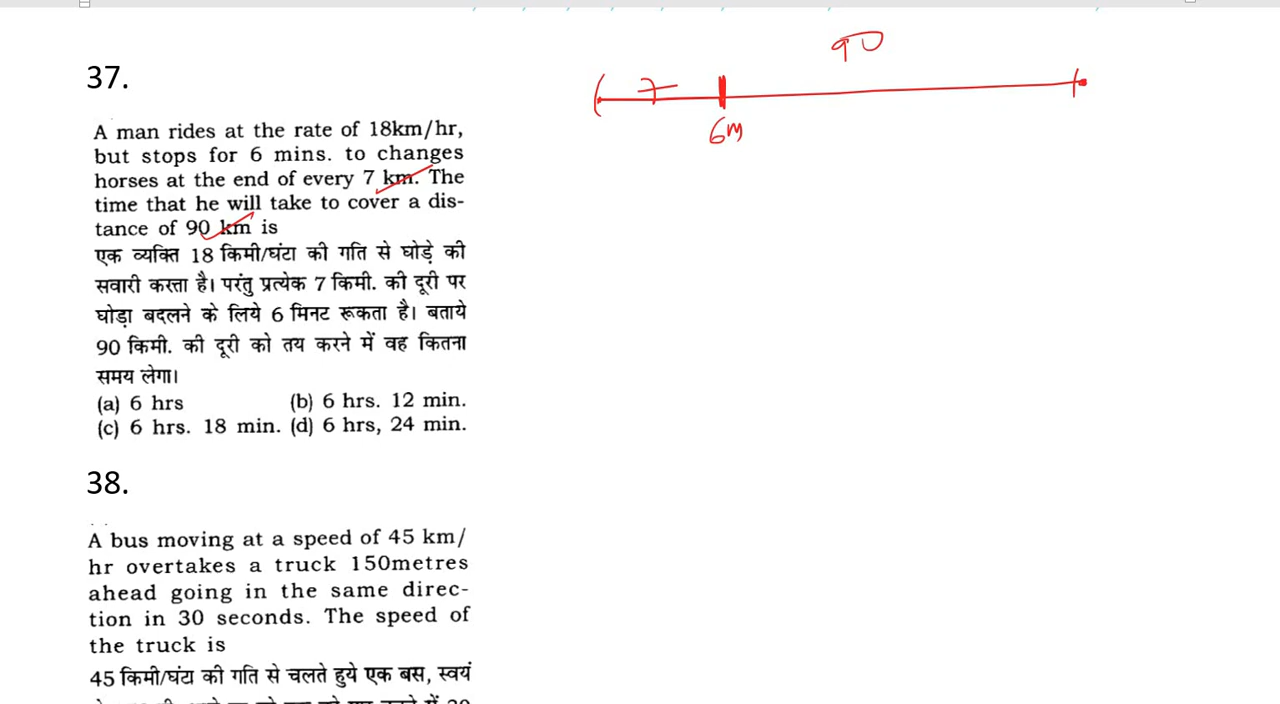 90
37.
7
6m
A man rides at the rate of 18km/hr,
but stops for 6 mins. to changes
horses at the end of every 7 km. The
time that he will take to cover a dis-
tance of 90 km is
एक व्यक्ति 18 किमी/घंटा की गति से घोड़े की
सवारी करता है। परंतु प्रत्येक 7 किमी. की दूरी पर
घोड़ा बदलने के लिये 6 मिनट रूकता है। बताये
90 किमी. की दूरी को तय करने में वह कितना
समय लेगा।
(a) 6 hrs (b) 6 hrs. 12 min.
(c) 6 hrs. 18 min. (d) 6 hrs, 24 min.
38.
A bus moving at a speed of 45 km/
hr overtakes a truck 150metres
ahead going in the same direc-
tion in 30 seconds. The speed of
the truck is
45 किमी/घंटा की गति से चलते हुये एक बस, स्वयं